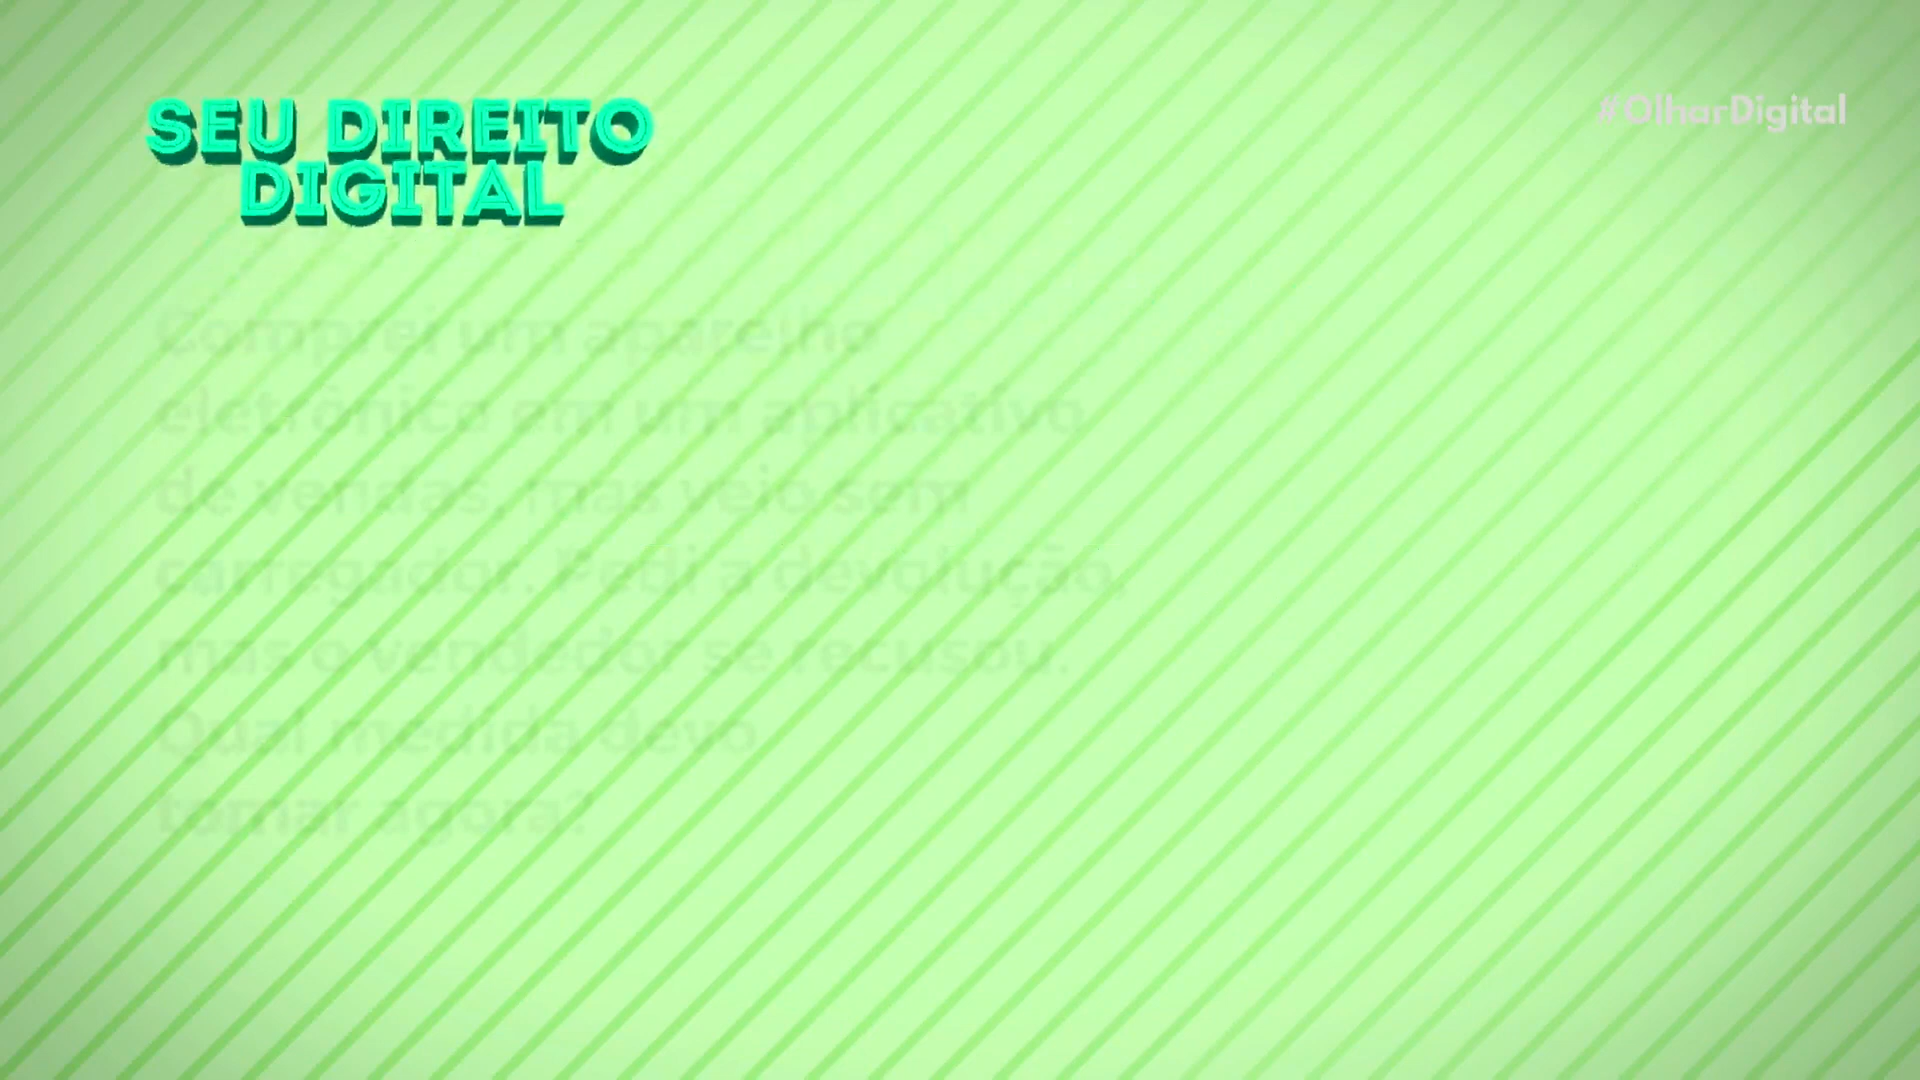 SEU DIREITO
DIGITAL
#OlharDigital
Comprei um aparelho
eletrônico em um aplicativo
de vendas, mas veio sem
carregador. Pedi a devolução,
mas o vendedor se recusou.
Qual medida devo
tomar agora?